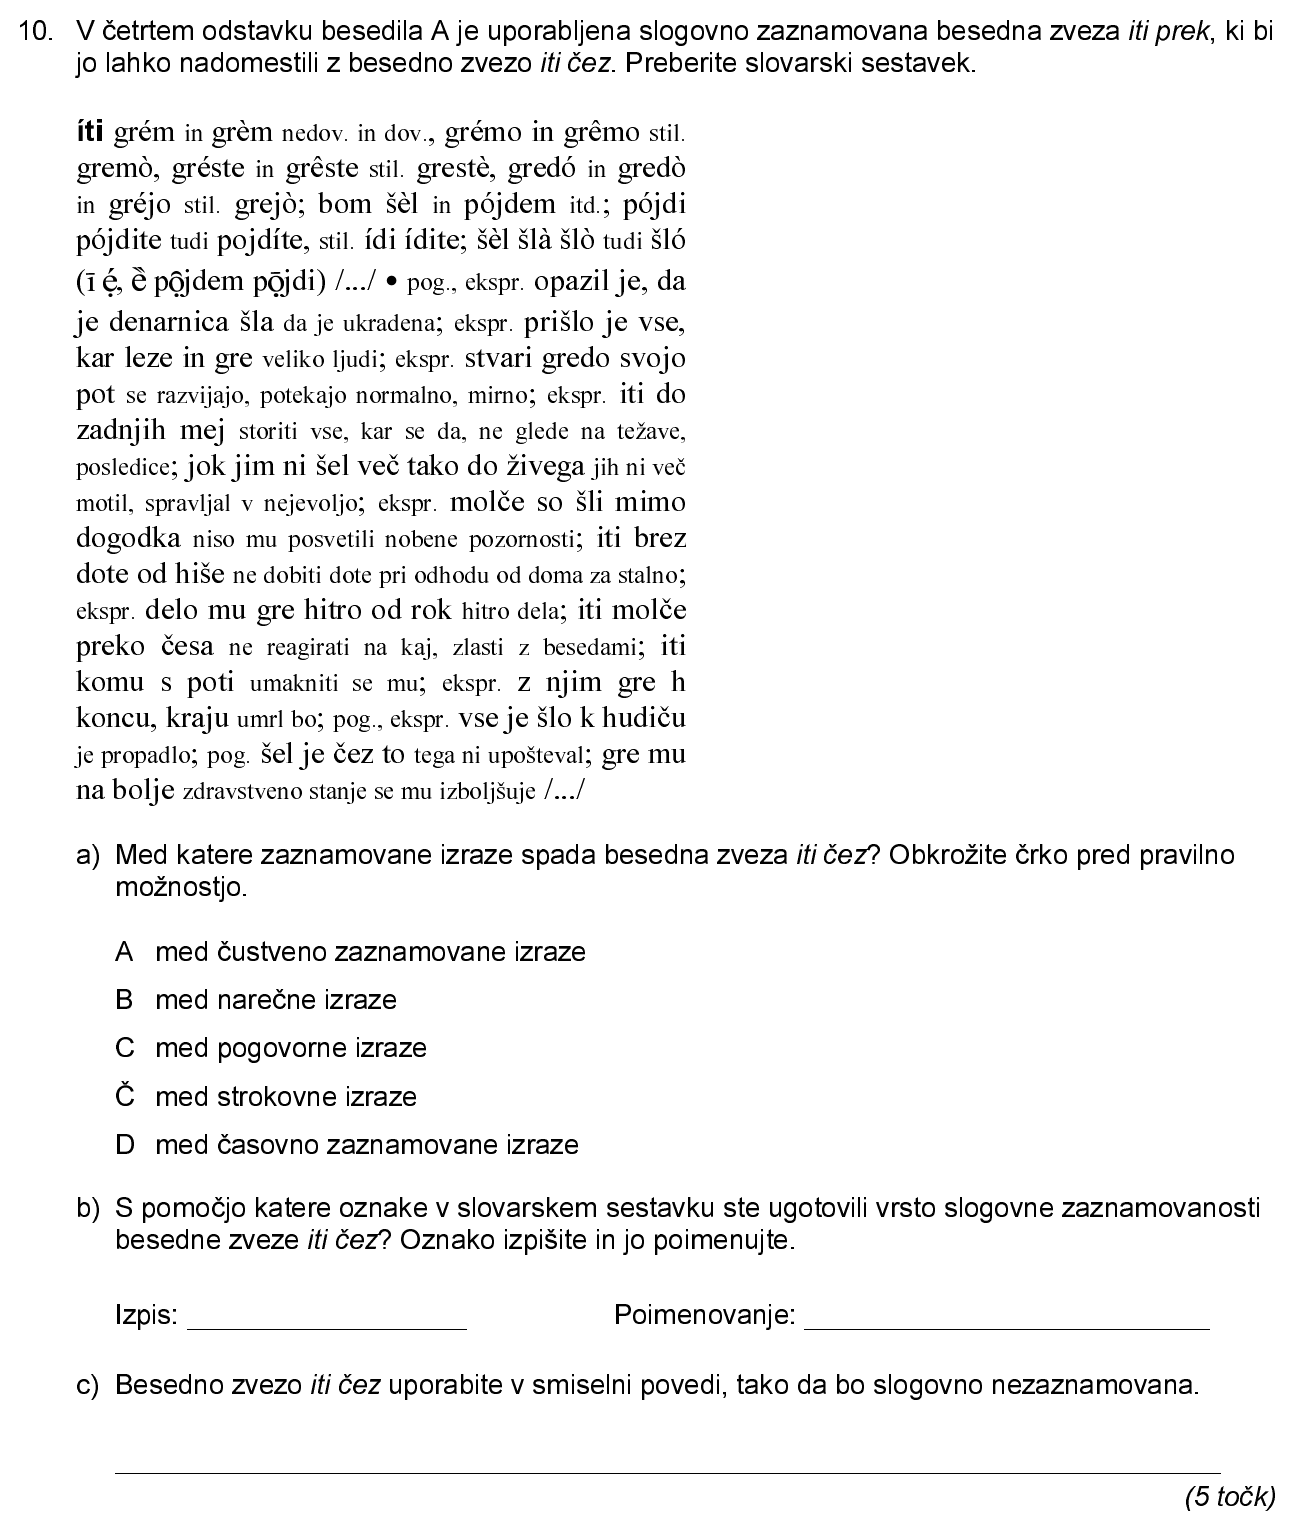 10. V četrtem odstavku besedila A je uporabljena slogovno zaznamovana besedna zveza iti prek, ki bi
jo lahko nadomestili z besedno zvezo iti čez. Preberite slovarski sestavek.
íti grém in grèm nedov. in dov., grémo in grêmo stil.
gremò, gréste in grêste stil. grestè, gredó in gredò
in gréjo stil. grejò; bom šèl in pójdem itd.; pójdi
pójdite tudi pojdíte, stil. ídi ídite; šèl šlà šlò tudi šló
(ī ẹ́, ȅ pọ̑jdem pọ̄jdi) /.../ • pog., ekspr. opazil je, da
je denarnica šla da je ukradena; ekspr. prišlo je vse,
kar leze in gre veliko ljudi; ekspr. stvari gredo svojo
pot se razvijajo, potekajo normalno, mirno; ekspr. iti do
zadnjih mej storiti vse, kar se da, ne glede na težave,
posledice; jok jim ni šel več tako do živega jih ni več
motil, spravljal v nejevoljo; ekspr. molče so šli mimo
dogodka niso mu posvetili nobene pozornosti; iti brez
dote od hiše ne dobiti dote pri odhodu od doma za stalno;
ekspr. delo mu gre hitro od rok hitro dela; iti molče
preko česa ne reagirati na kaj, zlasti z besedami; iti
komu s poti umakniti se mu; ekspr. z njim gre h
koncu, kraju umrl bo; pog., ekspr. vse je šlo k hudiču
je propadlo; pog. šel je čez to tega ni upošteval; gre mu
na bolje zdravstveno stanje se mu izboljšuje /.../
a) Med katere zaznamovane izraze spada besedna zveza iti čez? Obkrožite črko pred pravilno
možnostjo.
A med čustveno zaznamovane izraze
B med narečne izraze
C med pogovorne izraze
Č med strokovne izraze
D med časovno zaznamovane izraze
b) S pomočjo katere oznake v slovarskem sestavku ste ugotovili vrsto slogovne zaznamovanosti
besedne zveze iti čez? Oznako izpišite in jo poimenujte.
Izpis: ____________________ Poimenovanje: ____________________
c) Besedno zvezo iti čez uporabite v smiselni povedi, tako da bo slogovno nezaznamovana.
(5 točk)